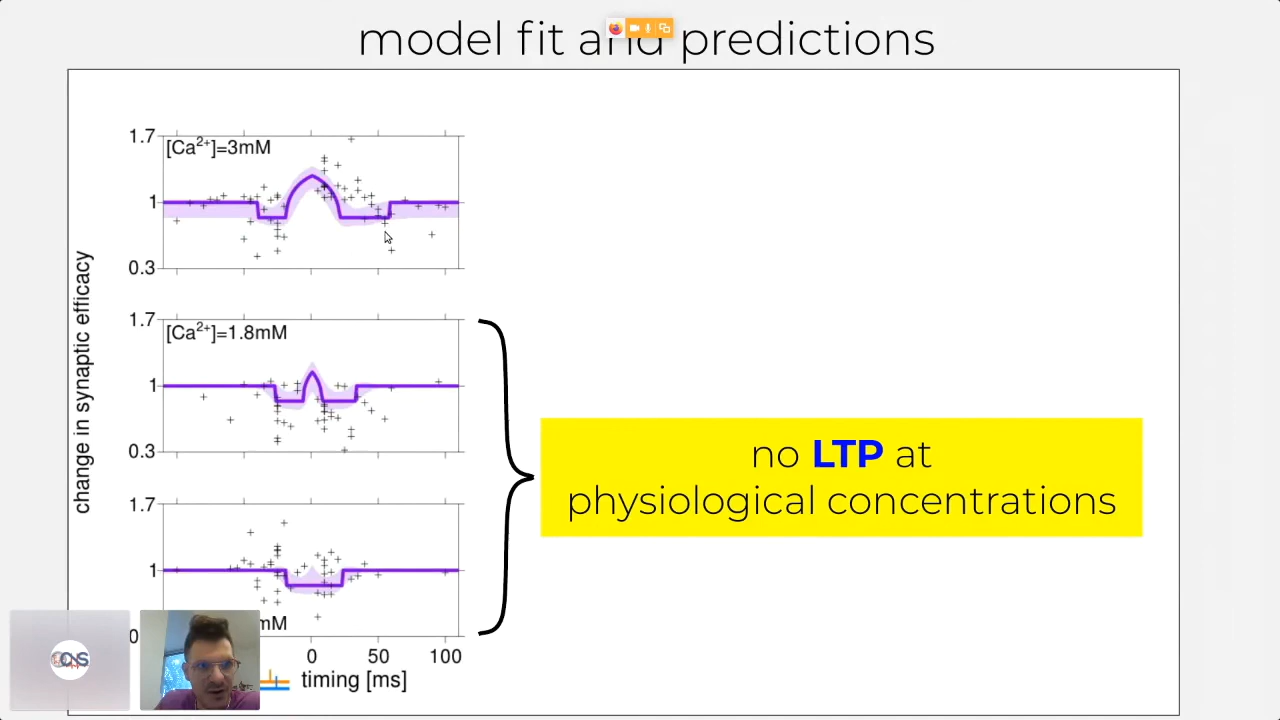 model fit and predictions
1.7
[Ca²⁺]=3mM
1
0.3
1.7
[Ca²⁺]=1.8mM
1
0.3
1.7
1
0
mM
0 50 100
timing [ms]
change in synaptic efficacy
no LTP at
physiological concentrations